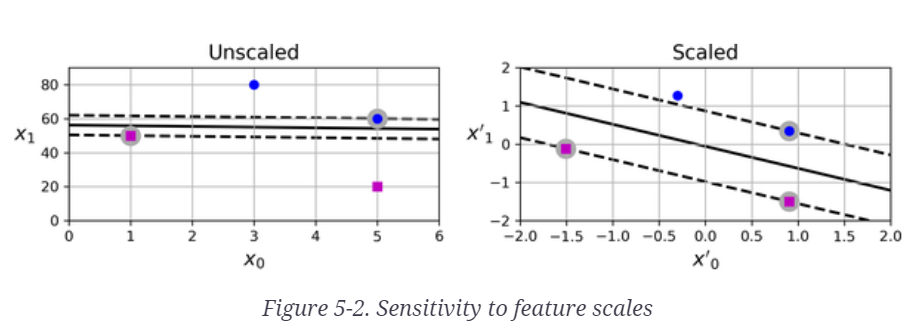 Unscaled
80
60
x₁
40
20
0
0 1 2 3 4 5 6
x₀
Scaled
2
1
x′₁
0
−1
−2
−2.0 −1.5 −1.0 −0.5 0.0 0.5 1.0 1.5 2.0
x′₀
Figure 5-2. Sensitivity to feature scales